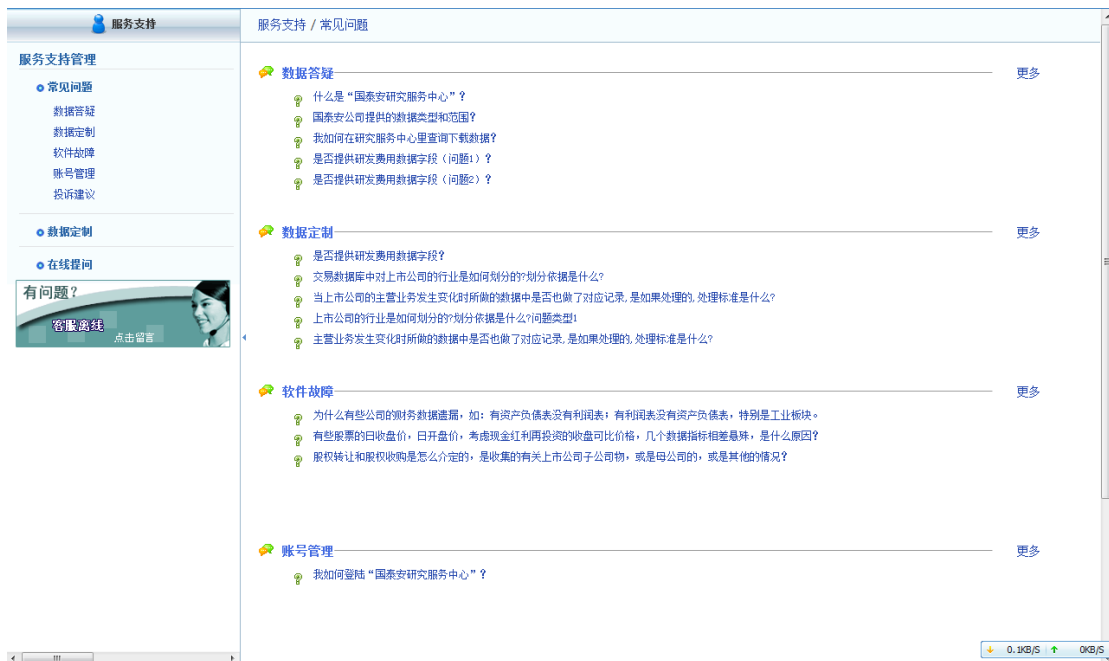 服务支持
服务支持管理
常见问题
数据答疑
数据定制
软件故障
账号管理
投诉建议
数据定制
在线提问
有问题?
客服离线
点击留言
服务支持 / 常见问题
数据答疑 更多
什么是“国泰安研究服务中心”?
国泰安公司提供的数据类型和范围?
我如何在研究服务中心里查询下载数据?
是否提供研发费用数据字段（问题1）?
是否提供研发费用数据字段（问题2）?
数据定制 更多
是否提供研发费用数据字段?
交易数据库中对上市公司的行业是如何划分的?划分依据是什么?
当上市公司的主营业务发生变化时所做的数据中是否也做了对应记录,是如果处理的,处理标准是什么?
上市公司的行业是如何划分的?划分依据是什么?问题类型1
主营业务发生变化时所做的数据中是否也做了对应记录,是如果处理的,处理标准是什么?
软件故障 更多
为什么有些公司的财务数据遗漏，如：有资产负债表没有利润表；有利润表没有资产负债表，特别是工业板块。
有些股票的日收盘价，日开盘价，考虑现金红利再投资的收盘可比价格，几个数据指标相差悬殊，是什么原因?
股权转让和股权收购是怎么介定的，是收集的有关上市公司子公司物，或是母公司的，或是其他的情况?
账号管理 更多
我如何登陆“国泰安研究服务中心”?
0.1KB/S 0KB/S